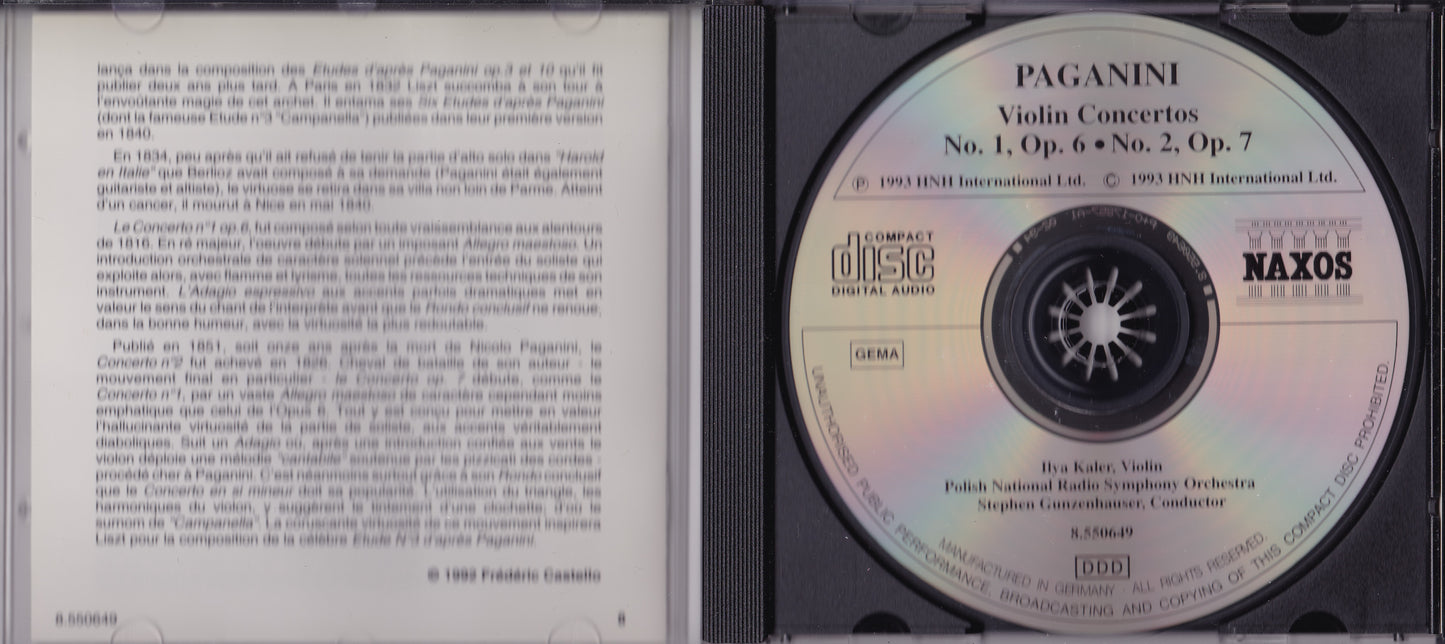 lança dans la composition des Etudes d'après Paganini op.3 et 10 qu'il fit
publier deux ans plus tard. À Paris en 1832 Liszt succomba à son tour à
l'envoûtante magie de cet archet. Il entama ses Six Etudes d'après Paganini
(dont la fameuse Etude n°3 "Campanella") publiées dans leur première version
en 1840.
En 1834, peu après qu'il ait refusé de tenir la partie d'alto solo dans "Harold
en Italie" que Berlioz avait composé à sa demande (Paganini était également
guitariste et altiste), le virtuose se retira dans sa villa non loin de Parme. Atteint
d'un cancer, il mourut à Nice en mai 1840.
Le Concerto n°1 op.6, fut composé selon toute vraisemblance aux alentours
de 1816. En ré majeur, l'oeuvre débute par un imposant Allegro maestoso. Un
introduction orchestrale de caractère solennel précède l'entrée du soliste qui
exploite alors, avec flamme et lyrisme, toutes les ressources techniques de son
instrument. L'Adagio espressivo aux accents parfois dramatiques met en
valeur le sens du chant de l'interprète avant que le Rondo conclusif ne renoue,
dans la bonne humeur, avec la virtuosité la plus redoutable.
Publié en 1851, soit onze ans après la mort de Nicolo Paganini, le
Concerto n°2 fut achevé en 1826. Cheval de bataille de son auteur - le
mouvement final en particulier - le Concerto op. 7 débute, comme le
Concerto n°1, par un vaste Allegro maestoso de caractère cependant moins
emphatique que celui de l'Opus 6. Tout y est conçu pour mettre en valeur
l'hallucinante virtuosité de la partie de soliste, aux accents véritablement
diaboliques. Suit un Adagio où, après une introduction confiée aux vents le
violon déploie une mélodie "cantabile" soutenue par les pizzicati des cordes -
procédé cher à Paganini. C'est néanmoins surtout grâce à son Rondo conclusif
que le Concerto en si mineur doit sa popularité. L'utilisation du triangle, les
harmoniques du violon, y suggèrent le tintement d'une clochette, d'où le
surnom de "Campanella". La coruscante virtuosité de ce mouvement inspirera
Liszt pour la composition de la célèbre Etude N°3 d'après Paganini.
© 1992 Frédéric Castello
8.550649
PAGANINI
Violin Concertos
No. 1, Op. 6 • No. 2, Op. 7
℗ 1993 HNH International Ltd. © 1993 HNH International Ltd.
COMPACT
disc
DIGITAL AUDIO
NAXOS
GEMA
Ilya Kaler, Violin
Polish National Radio Symphony Orchestra
Stephen Gunzenhauser, Conductor
8.550649
DDD
MANUFACTURED IN GERMANY · ALL RIGHTS RESERVED.
UNAUTHORISED PUBLIC PERFORMANCE, BROADCASTING AND COPYING OF THIS COMPACT DISC PROHIBITED.